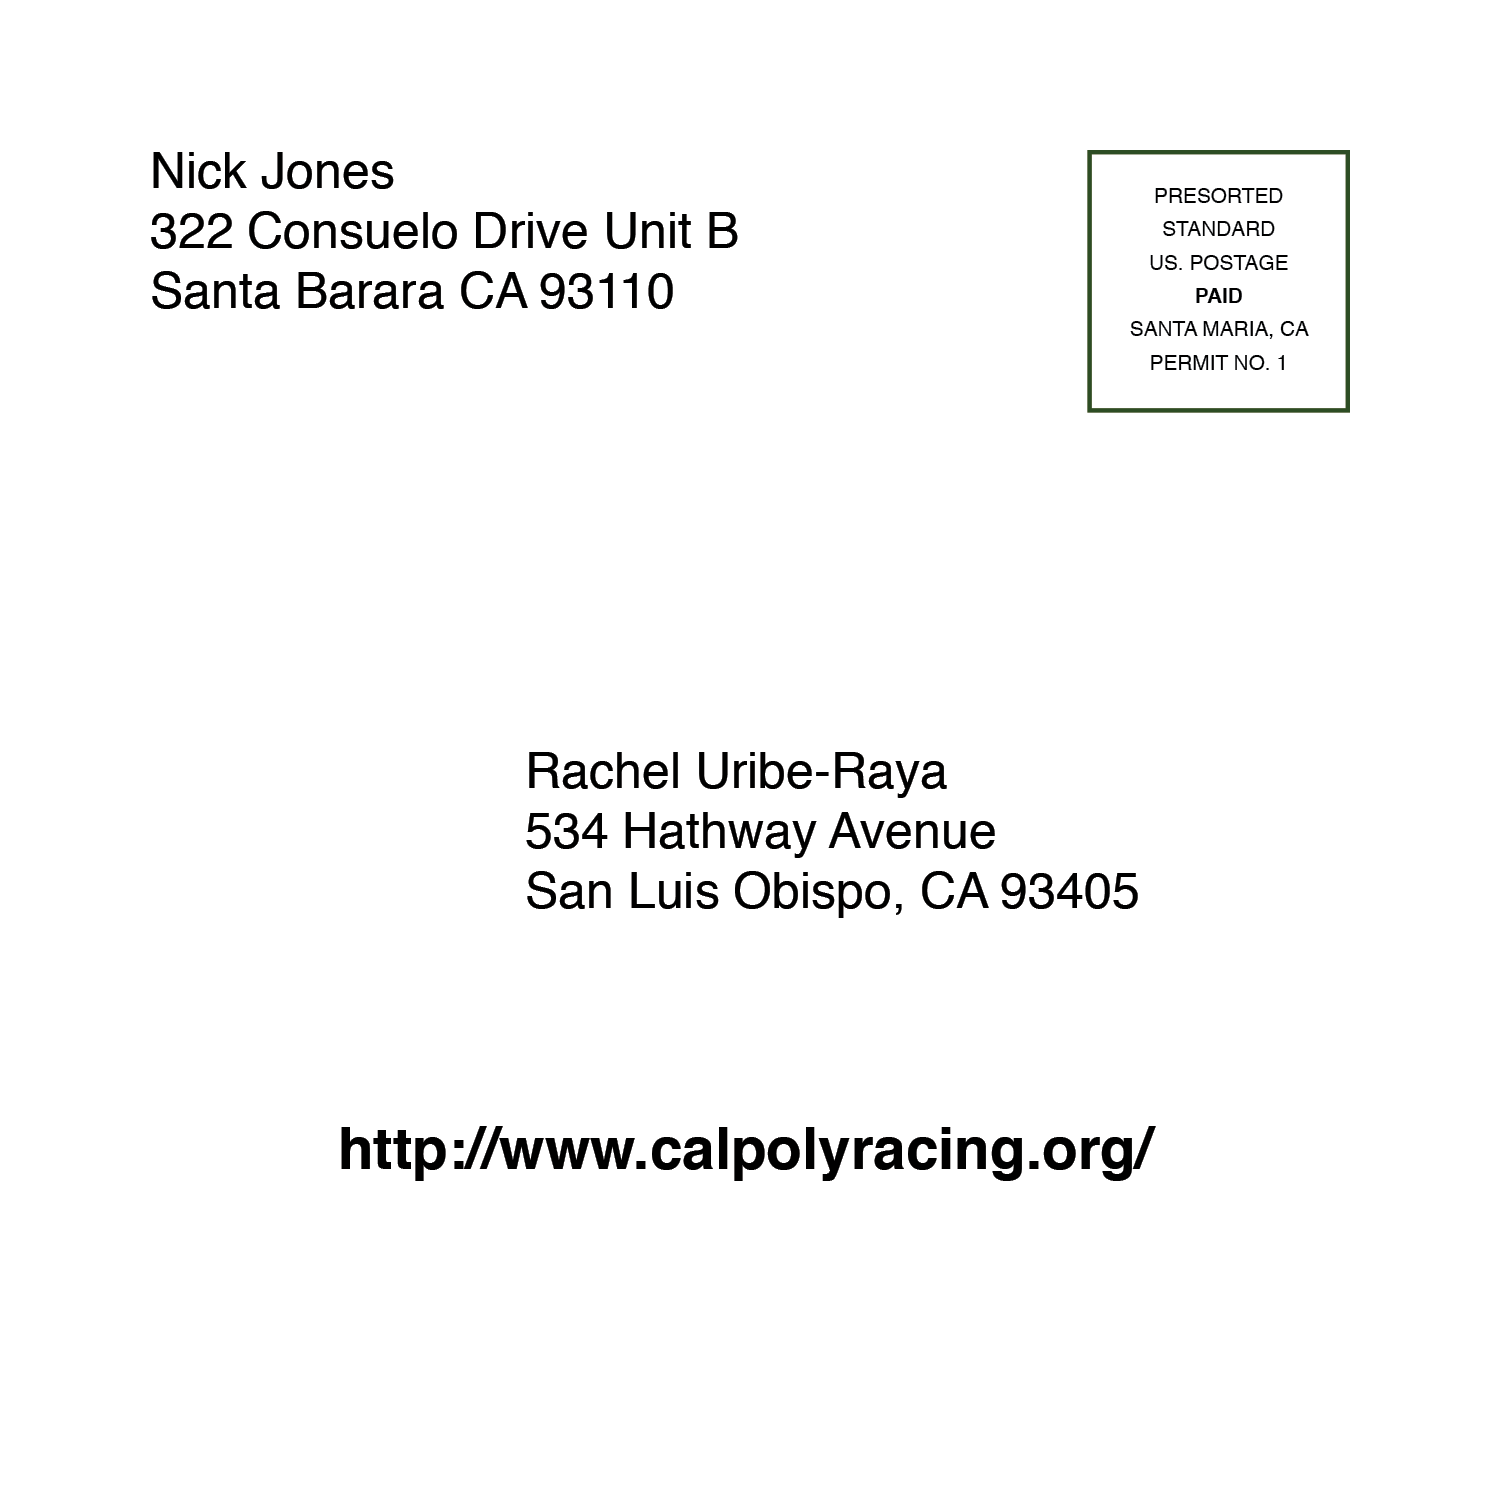 Nick Jones
322 Consuelo Drive Unit B
Santa Barara CA 93110
PRESORTED
STANDARD
US. POSTAGE
PAID
SANTA MARIA, CA
PERMIT NO. 1
Rachel Uribe-Raya
534 Hathway Avenue
San Luis Obispo, CA 93405
http://www.calpolyracing.org/